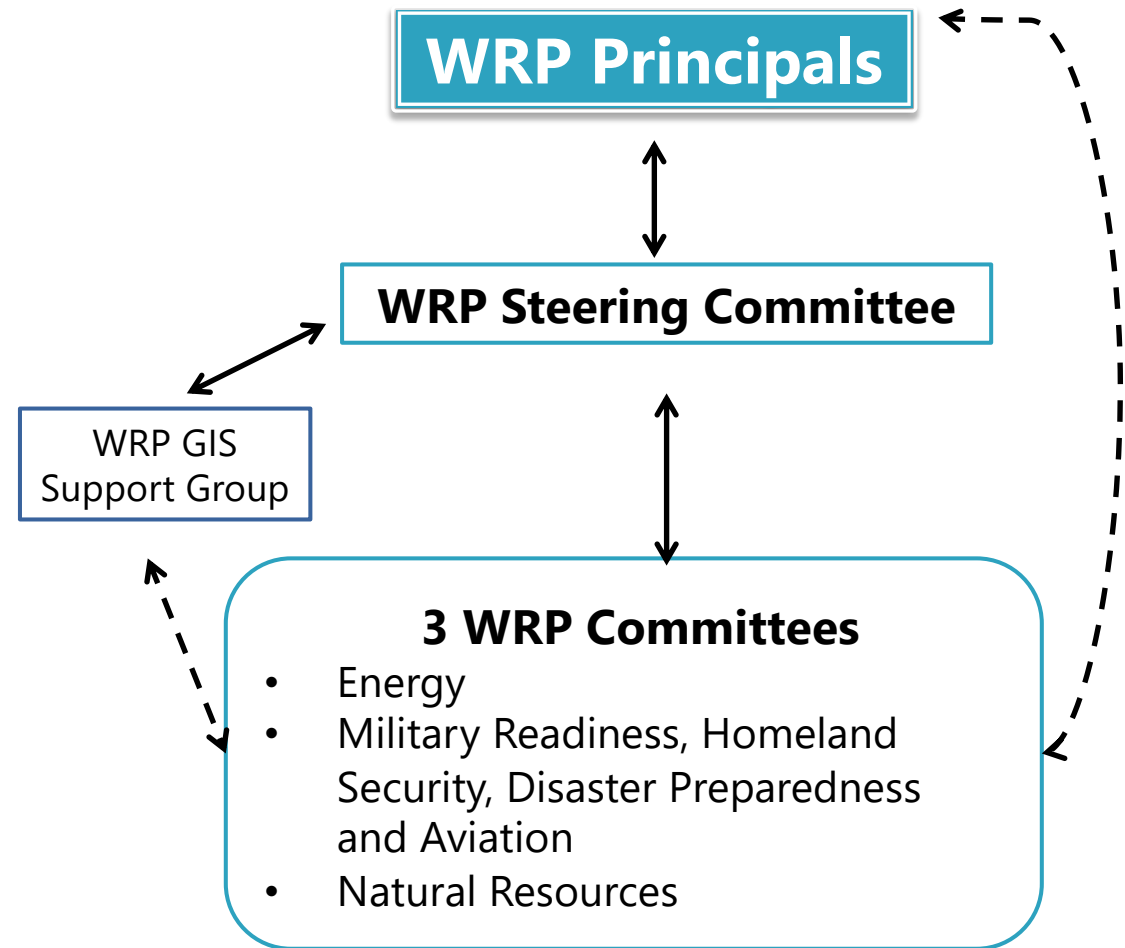 WRP Principals
WRP Steering Committee
WRP GIS
Support Group
3 WRP Committees
• Energy
• Military Readiness, Homeland
Security, Disaster Preparedness
and Aviation
• Natural Resources